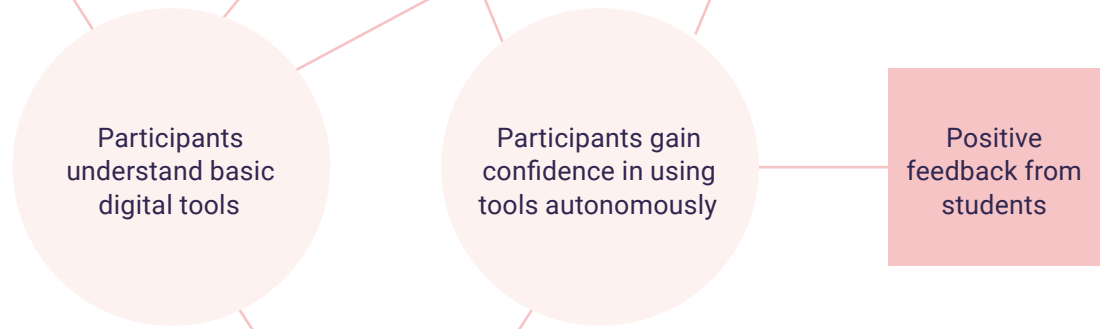 Participants
understand basic
digital tools
Participants gain
confidence in using
tools autonomously
Positive
feedback from
students